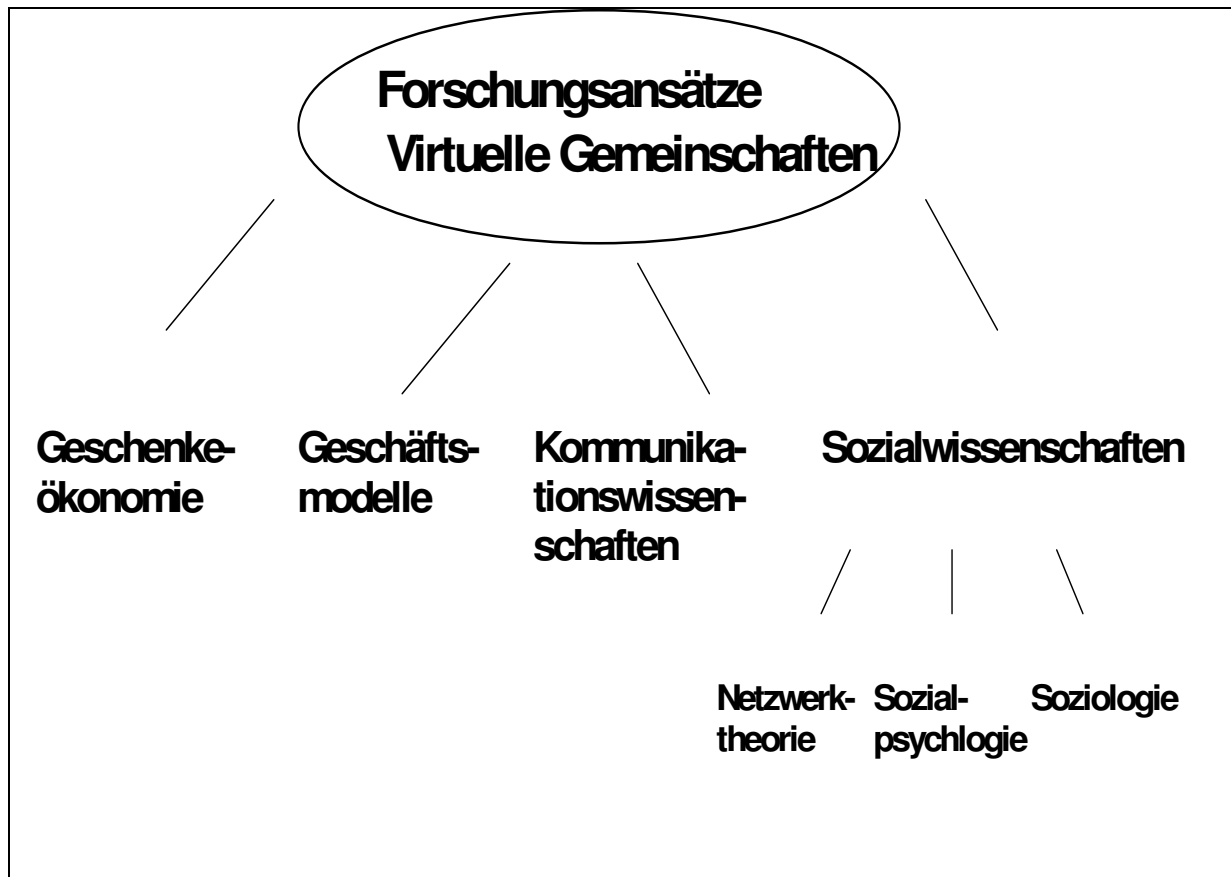 Forschungsansätze
Virtuelle Gemeinschaften
Geschenke-
ökonomie
Geschäfts-
modelle
Kommunika-
tionswissen-
schaften
Sozialwissenschaften
Netzwerk-
theorie
Sozial-
psychlogie
Soziologie